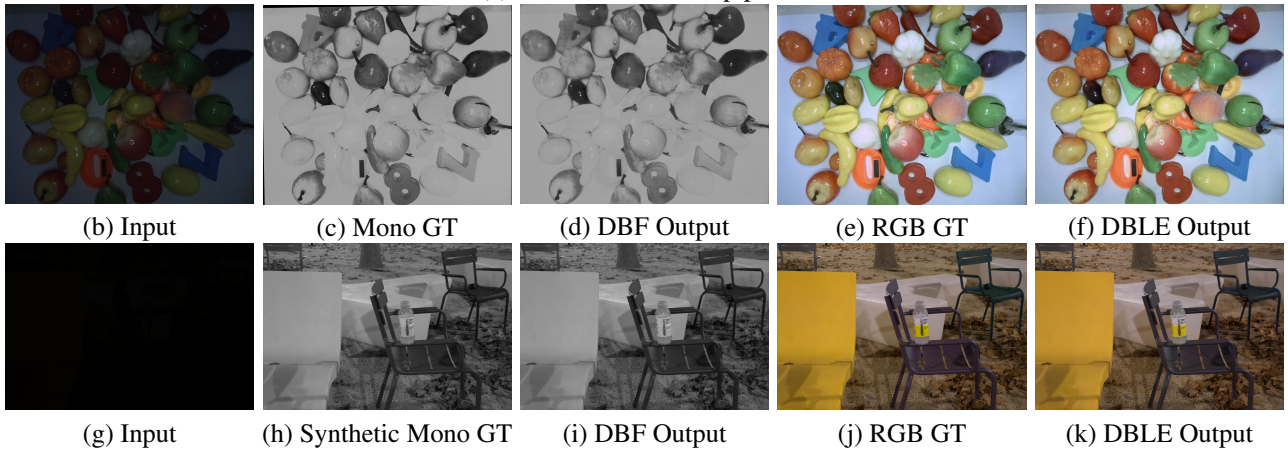 (b) Input (c) Mono GT (d) DBF Output (e) RGB GT (f) DBLE Output
(g) Input (h) Synthetic Mono GT (i) DBF Output (j) RGB GT (k) DBLE Output